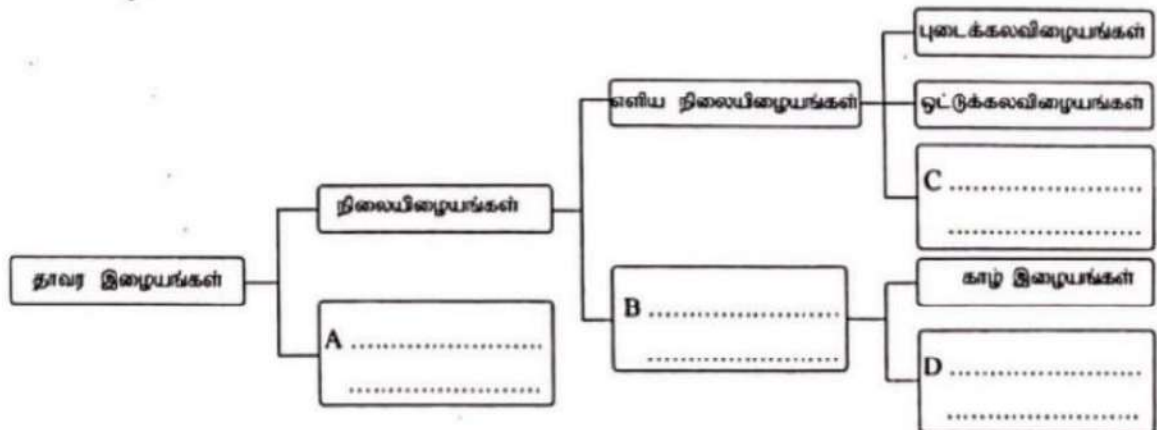 புடைக்கலவிழையங்கள்
எளிய நிலையிழையங்கள்
ஒட்டுக்கலவிழையங்கள்
C ........................
........................
நிலையிழையங்கள்
தாவர இழையங்கள்
காழ் இழையங்கள்
A ........................
........................
B ........................
........................
D ........................
........................